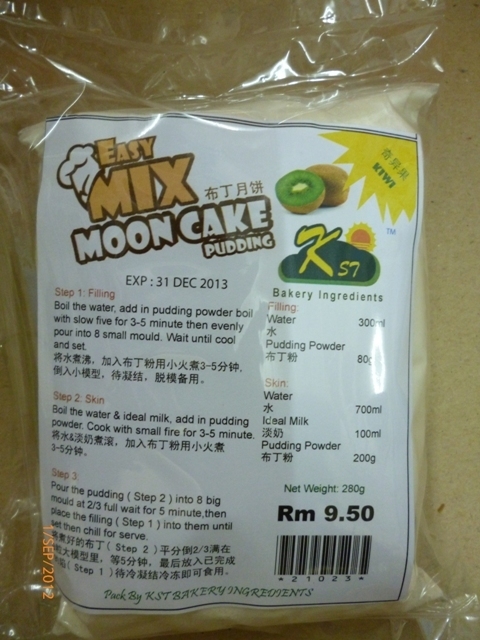 EASY
MIX
布丁月饼
MOON CAKE
PUDDING
奇异果
KIWI
KST
TM
Bakery Ingredients
EXP : 31 DEC 2013
Step 1: Filling
Boil the water, add in pudding powder boil
with slow five for 3-5 minute then evenly
pour into 8 small mould. Wait until cool
and set.
将水煮沸，加入布丁粉用小火煮3-5分钟.
倒入小模型，待凝结，脱模备用。
Step 2: Skin
Boil the water & ideal milk, add in pudding
powder. Cook with small fire for 3-5 minute.
将水&淡奶煮滚，加入布丁粉用小火煮
3-5分钟。
Step 3:
Pour the pudding ( Step 2 ) into 8 big
mould at 2/3 full wait for 5 minute,then
place the filling ( Step 1 ) into them until
set then chill for serve.
煮好的布丁( Step 2 )平分倒2/3满在
大模型里，等5分钟，最后放入已完成
( Step 1 )待冷凝结冷冻即可食用。
Filling:
Water 300ml
水
Pudding Powder
布丁粉 80g
Skin:
Water
水 700ml
Ideal Milk
淡奶 100ml
Pudding Powder
布丁粉 200g
Net Weight: 280g
Rm 9.50
*21023*
Pack By KST BAKERY INGREDIENTS
1/SEP/2012